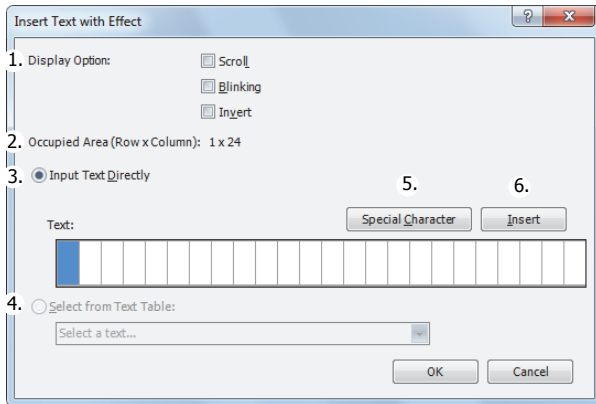 Insert Text with Effect
1. Display Option: Scroll
Blinking
Invert
2. Occupied Area (Row x Column): 1 x 24
3. Input Text Directly
5. 6.
Text: Special Character Insert
4. Select from Text Table:
Select a text...
OK Cancel